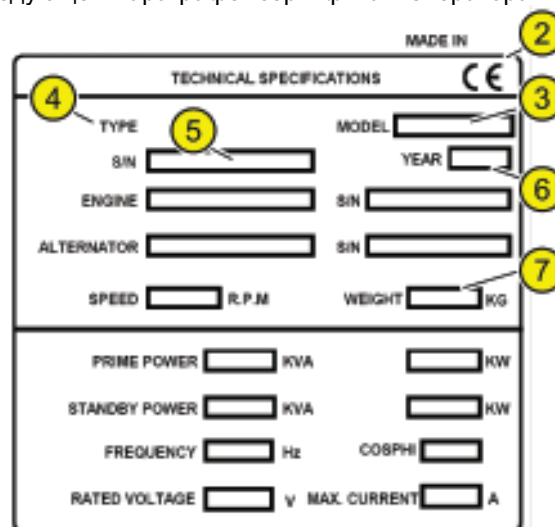 MADE IN 2
TECHNICAL SPECIFICATIONS CE
4 TYPE 5 MODEL 3
S/N YEAR 6
ENGINE S/N
ALTERNATOR S/N
SPEED R.P.M WEIGHT 7 KG
PRIME POWER KVA KW
STANDBY POWER KVA KW
FREQUENCY Hz COSPHI
RATED VOLTAGE V MAX. CURRENT A